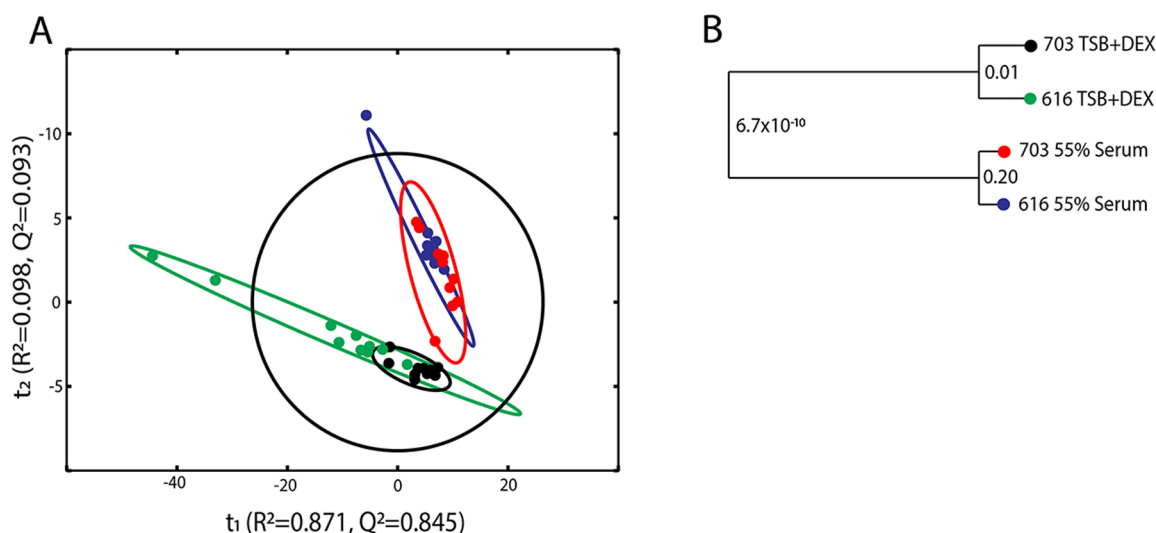 A
-10
5
0
-5
-40
-20
0
20
t₂ (R²=0.098, Q²=0.093)
t₁ (R²=0.871, Q²=0.845)
B
703 TSB+DEX
0.01
616 TSB+DEX
6.7x10⁻¹⁰
703 55% Serum
0.20
616 55% Serum